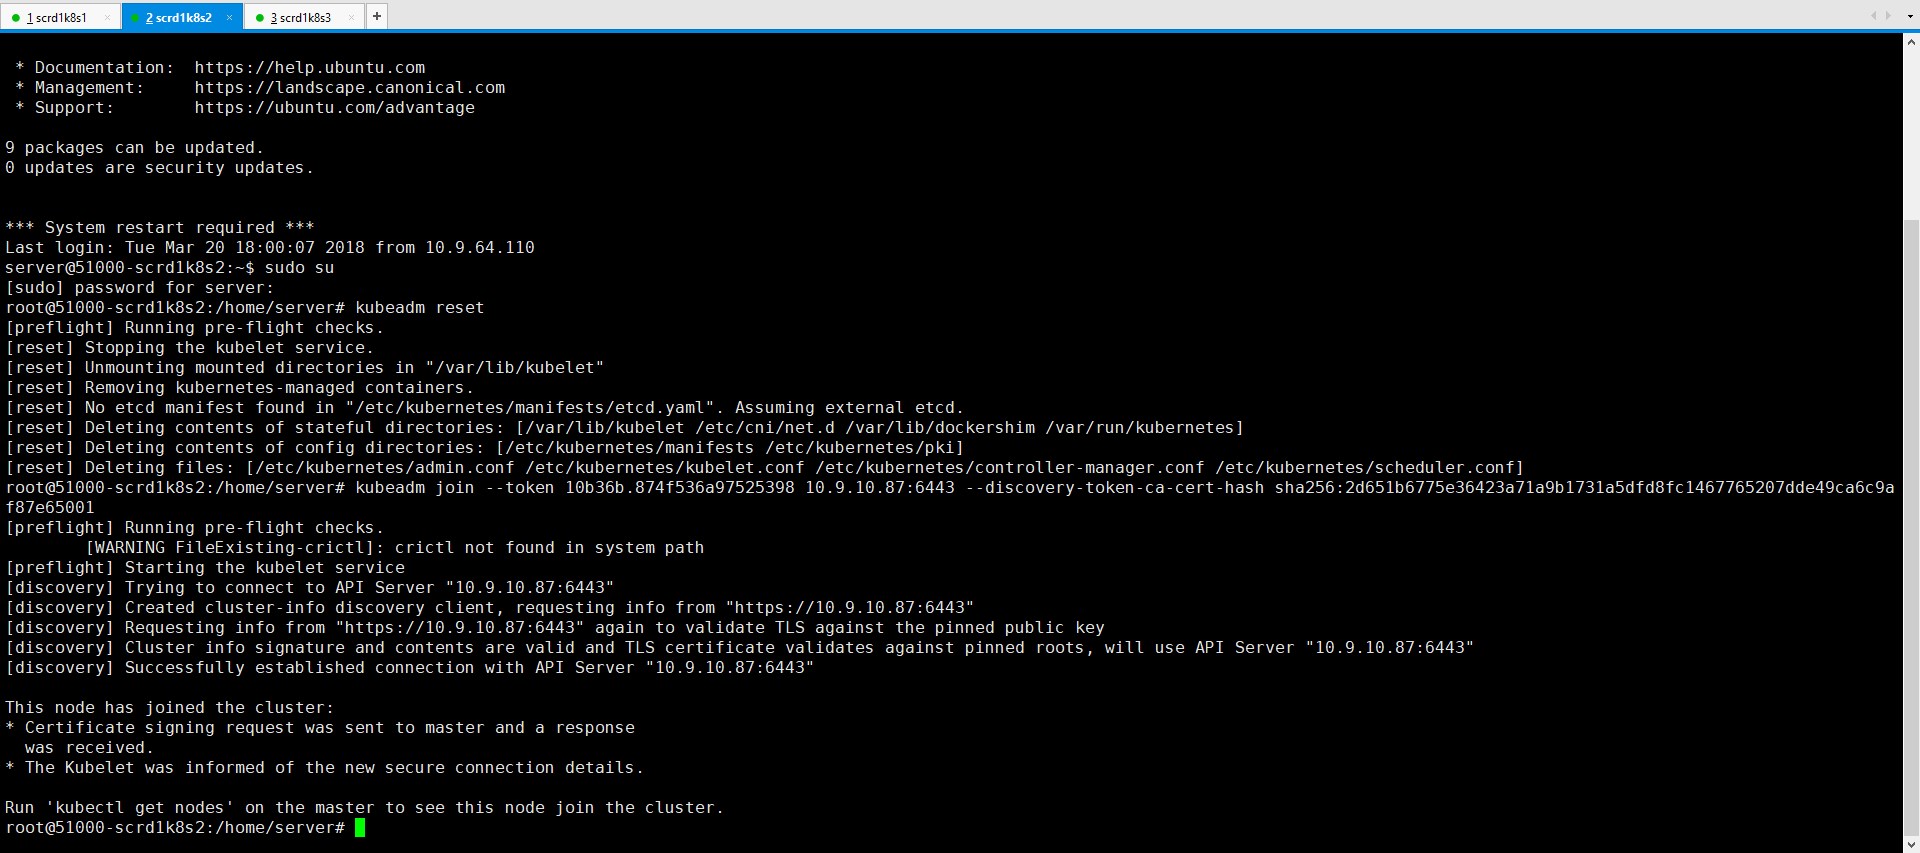 1 scrd1k8s1 × 2 scrd1k8s2 × 3 scrd1k8s3 × +
* Documentation:  https://help.ubuntu.com
* Management:     https://landscape.canonical.com
* Support:        https://ubuntu.com/advantage
9 packages can be updated.
0 updates are security updates.
*** System restart required ***
Last login: Tue Mar 20 18:00:07 2018 from 10.9.64.110
server@51000-scrd1k8s2:~$ sudo su
[sudo] password for server:
root@51000-scrd1k8s2:/home/server# kubeadm reset
[preflight] Running pre-flight checks.
[reset] Stopping the kubelet service.
[reset] Unmounting mounted directories in "/var/lib/kubelet"
[reset] Removing kubernetes-managed containers.
[reset] No etcd manifest found in "/etc/kubernetes/manifests/etcd.yaml". Assuming external etcd.
[reset] Deleting contents of stateful directories: [/var/lib/kubelet /etc/cni/net.d /var/lib/dockershim /var/run/kubernetes]
[reset] Deleting contents of config directories: [/etc/kubernetes/manifests /etc/kubernetes/pki]
[reset] Deleting files: [/etc/kubernetes/admin.conf /etc/kubernetes/kubelet.conf /etc/kubernetes/controller-manager.conf /etc/kubernetes/scheduler.conf]
root@51000-scrd1k8s2:/home/server# kubeadm join --token 10b36b.874f536a97525398 10.9.10.87:6443 --discovery-token-ca-cert-hash sha256:2d651b6775e36423a71a9b1731a5dfd8fc1467765207dde49ca6c9a
f87e65001
[preflight] Running pre-flight checks.
[WARNING FileExisting-crictl]: crictl not found in system path
[preflight] Starting the kubelet service
[discovery] Trying to connect to API Server "10.9.10.87:6443"
[discovery] Created cluster-info discovery client, requesting info from "https://10.9.10.87:6443"
[discovery] Requesting info from "https://10.9.10.87:6443" again to validate TLS against the pinned public key
[discovery] Cluster info signature and contents are valid and TLS certificate validates against pinned roots, will use API Server "10.9.10.87:6443"
[discovery] Successfully established connection with API Server "10.9.10.87:6443"
This node has joined the cluster:
* Certificate signing request was sent to master and a response
was received.
* The Kubelet was informed of the new secure connection details.
Run 'kubectl get nodes' on the master to see this node join the cluster.
root@51000-scrd1k8s2:/home/server#